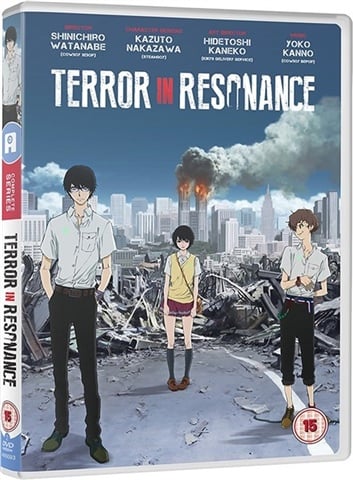 DIRECTOR
SHINICHIRO
WATANABE
(COWBOY BEBOP)
CHARACTER DESIGNS
KAZUTO
NAKAZAWA
(STEAMBOY)
ART DIRECTOR
HIDETOSHI
KANEKO
(KIKI'S DELIVERY SERVICE)
MUSIC
YOKO
KANNO
(COWBOY BEBOP)
TERROR IN RESONANCE
15
COMPLETE SERIES
TERROR IN RESONANCE
15
DVD